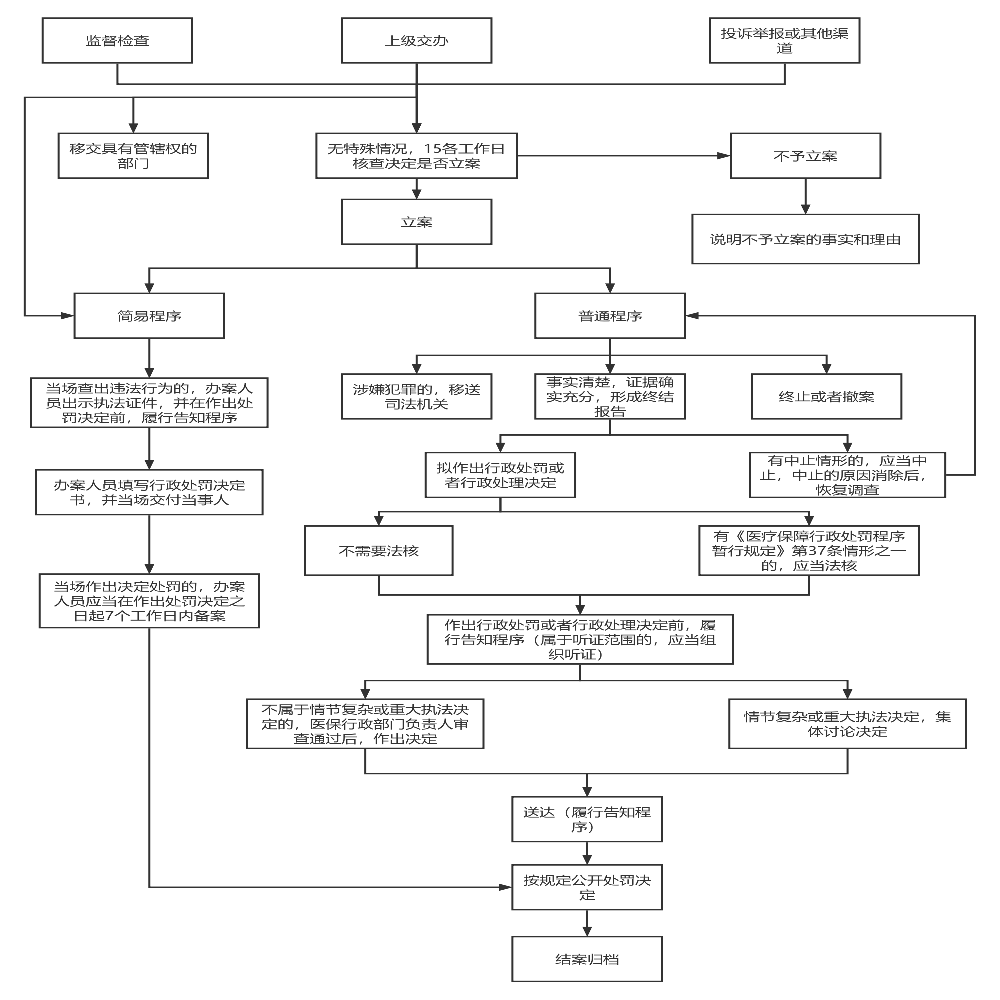 监督检查
上级交办
投诉举报或其他渠
道
移交具有管辖权的
部门
无特殊情况，15各工作日
核查决定是否立案
不予立案
立案
说明不予立案的事实和理由
简易程序
普通程序
当场查出违法行为的，办案人
员出示执法证件，并在作出处
罚决定前，履行告知程序
涉嫌犯罪的，移送
司法机关
事实清楚，证据确
实充分，形成终结
报告
终止或者撤案
拟作出行政处罚或
者行政处理决定
有中止情形的，应当中
止，中止的原因消除后，
恢复调查
办案人员填写行政处罚决定
书，并当场交付当事人
不需要法核
有《医疗保障行政处罚程序
暂行规定》第37条情形之一
的，应当法核
当场作出决定处罚的，办案
人员应当在作出处罚决定之
日起7个工作日内备案
作出行政处罚或者行政处理决定前，履
行告知程序（属于听证范围的，应当组
织听证）
不属于情节复杂或重大执法决
定的，医保行政部门负责人审
查通过后，作出决定
情节复杂或重大执法决定，集
体讨论决定
送达（履行告知程
序）
按规定公开处罚决
定
结案归档